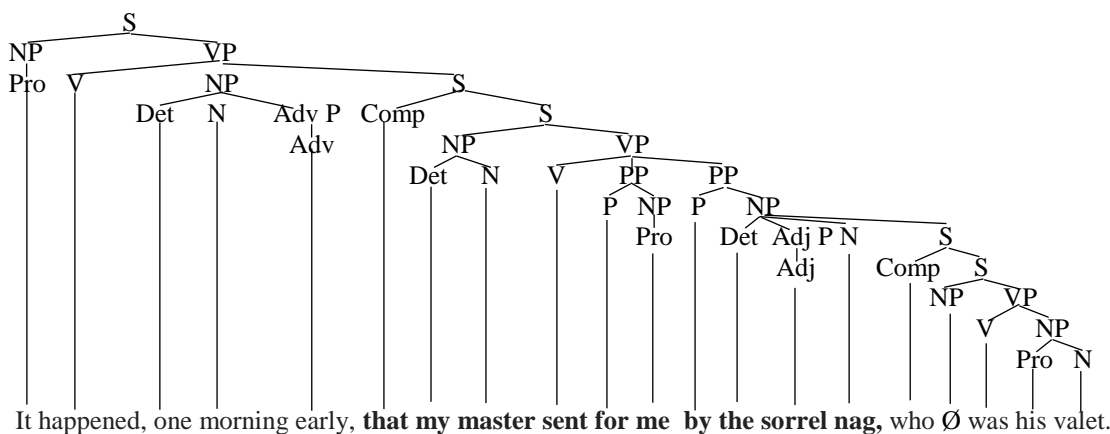 S
NP VP
Pro V NP S
Det N Adv P Comp S
Adv NP VP
Det N V PP PP
P NP P NP
Pro Det Adj P N S
Adj Comp S
NP VP
V NP
Pro N
It happened, one morning early, that my master sent for me by the sorrel nag, who Ø was his valet.